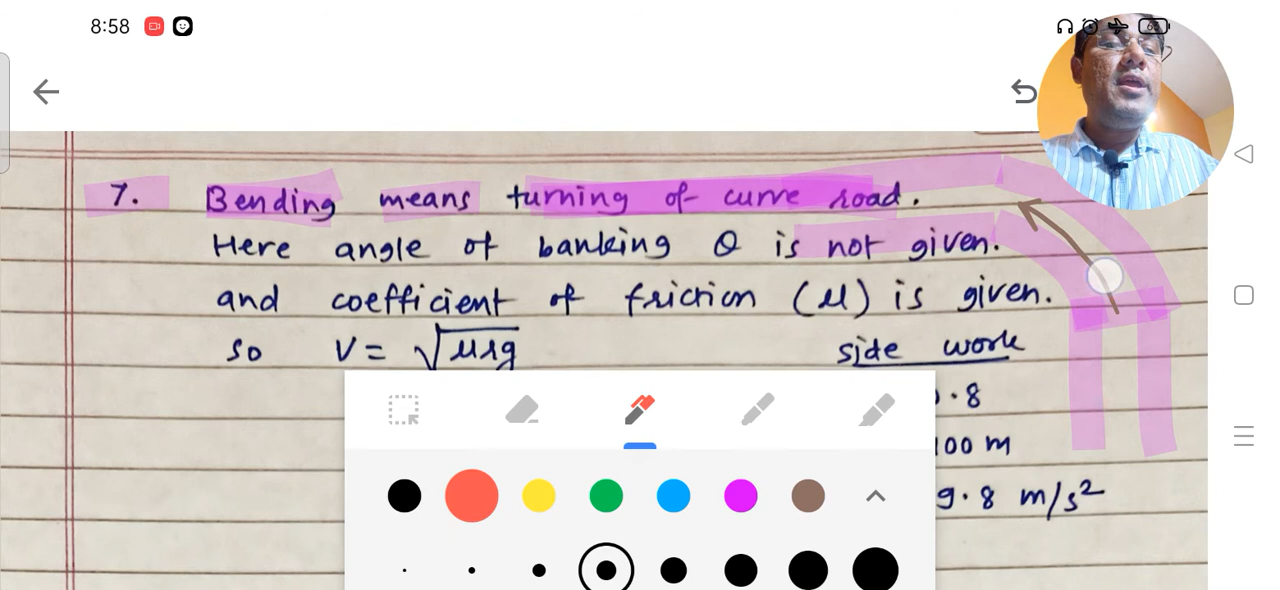 8:58
7. Bending means turning of curve road.
Here angle of banking θ is not given.
and coefficient of friction (μ) is given.
so V = √μrg
side work
0.8
100 m
9.8 m/s²